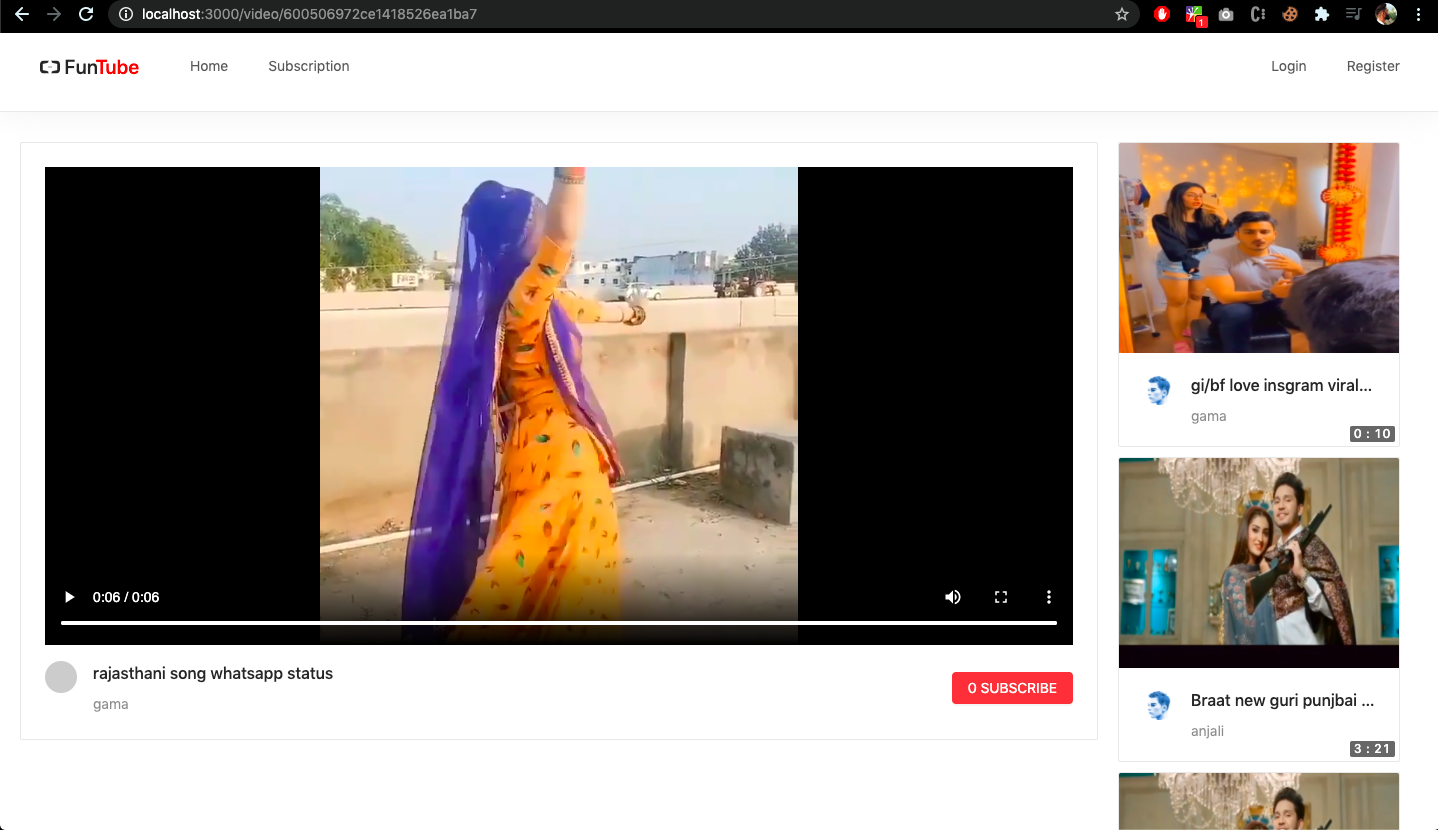 localhost:3000/video/600506972ce1418526ea1ba7
1
FunTube
Home
Subscription
Login
Register
0:06 / 0:06
rajasthani song whatsapp status
gama
0 SUBSCRIBE
gi/bf love insgram viral...
gama
0 : 10
Braat new guri punjbai ...
anjali
3 : 21